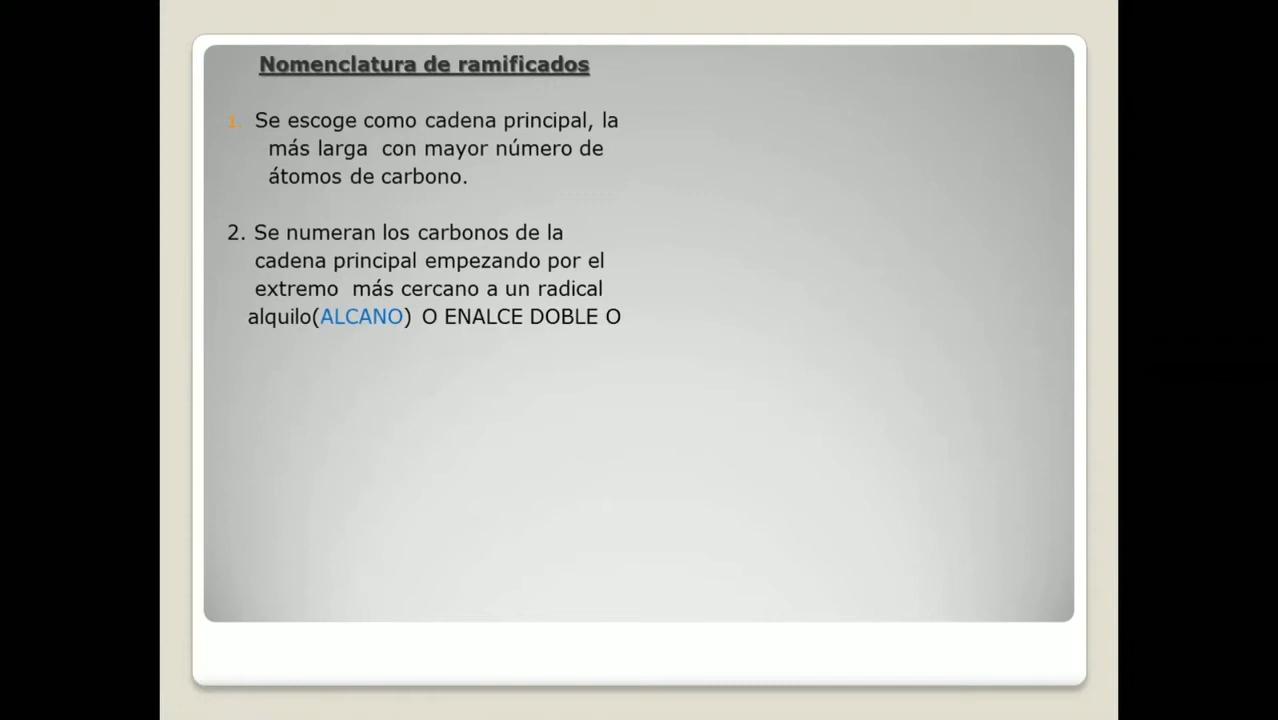 Nomenclatura de ramificados
1. Se escoge como cadena principal, la
más larga con mayor número de
átomos de carbono.
2. Se numeran los carbonos de la
cadena principal empezando por el
extremo más cercano a un radical
alquilo(ALCANO) O ENALCE DOBLE O